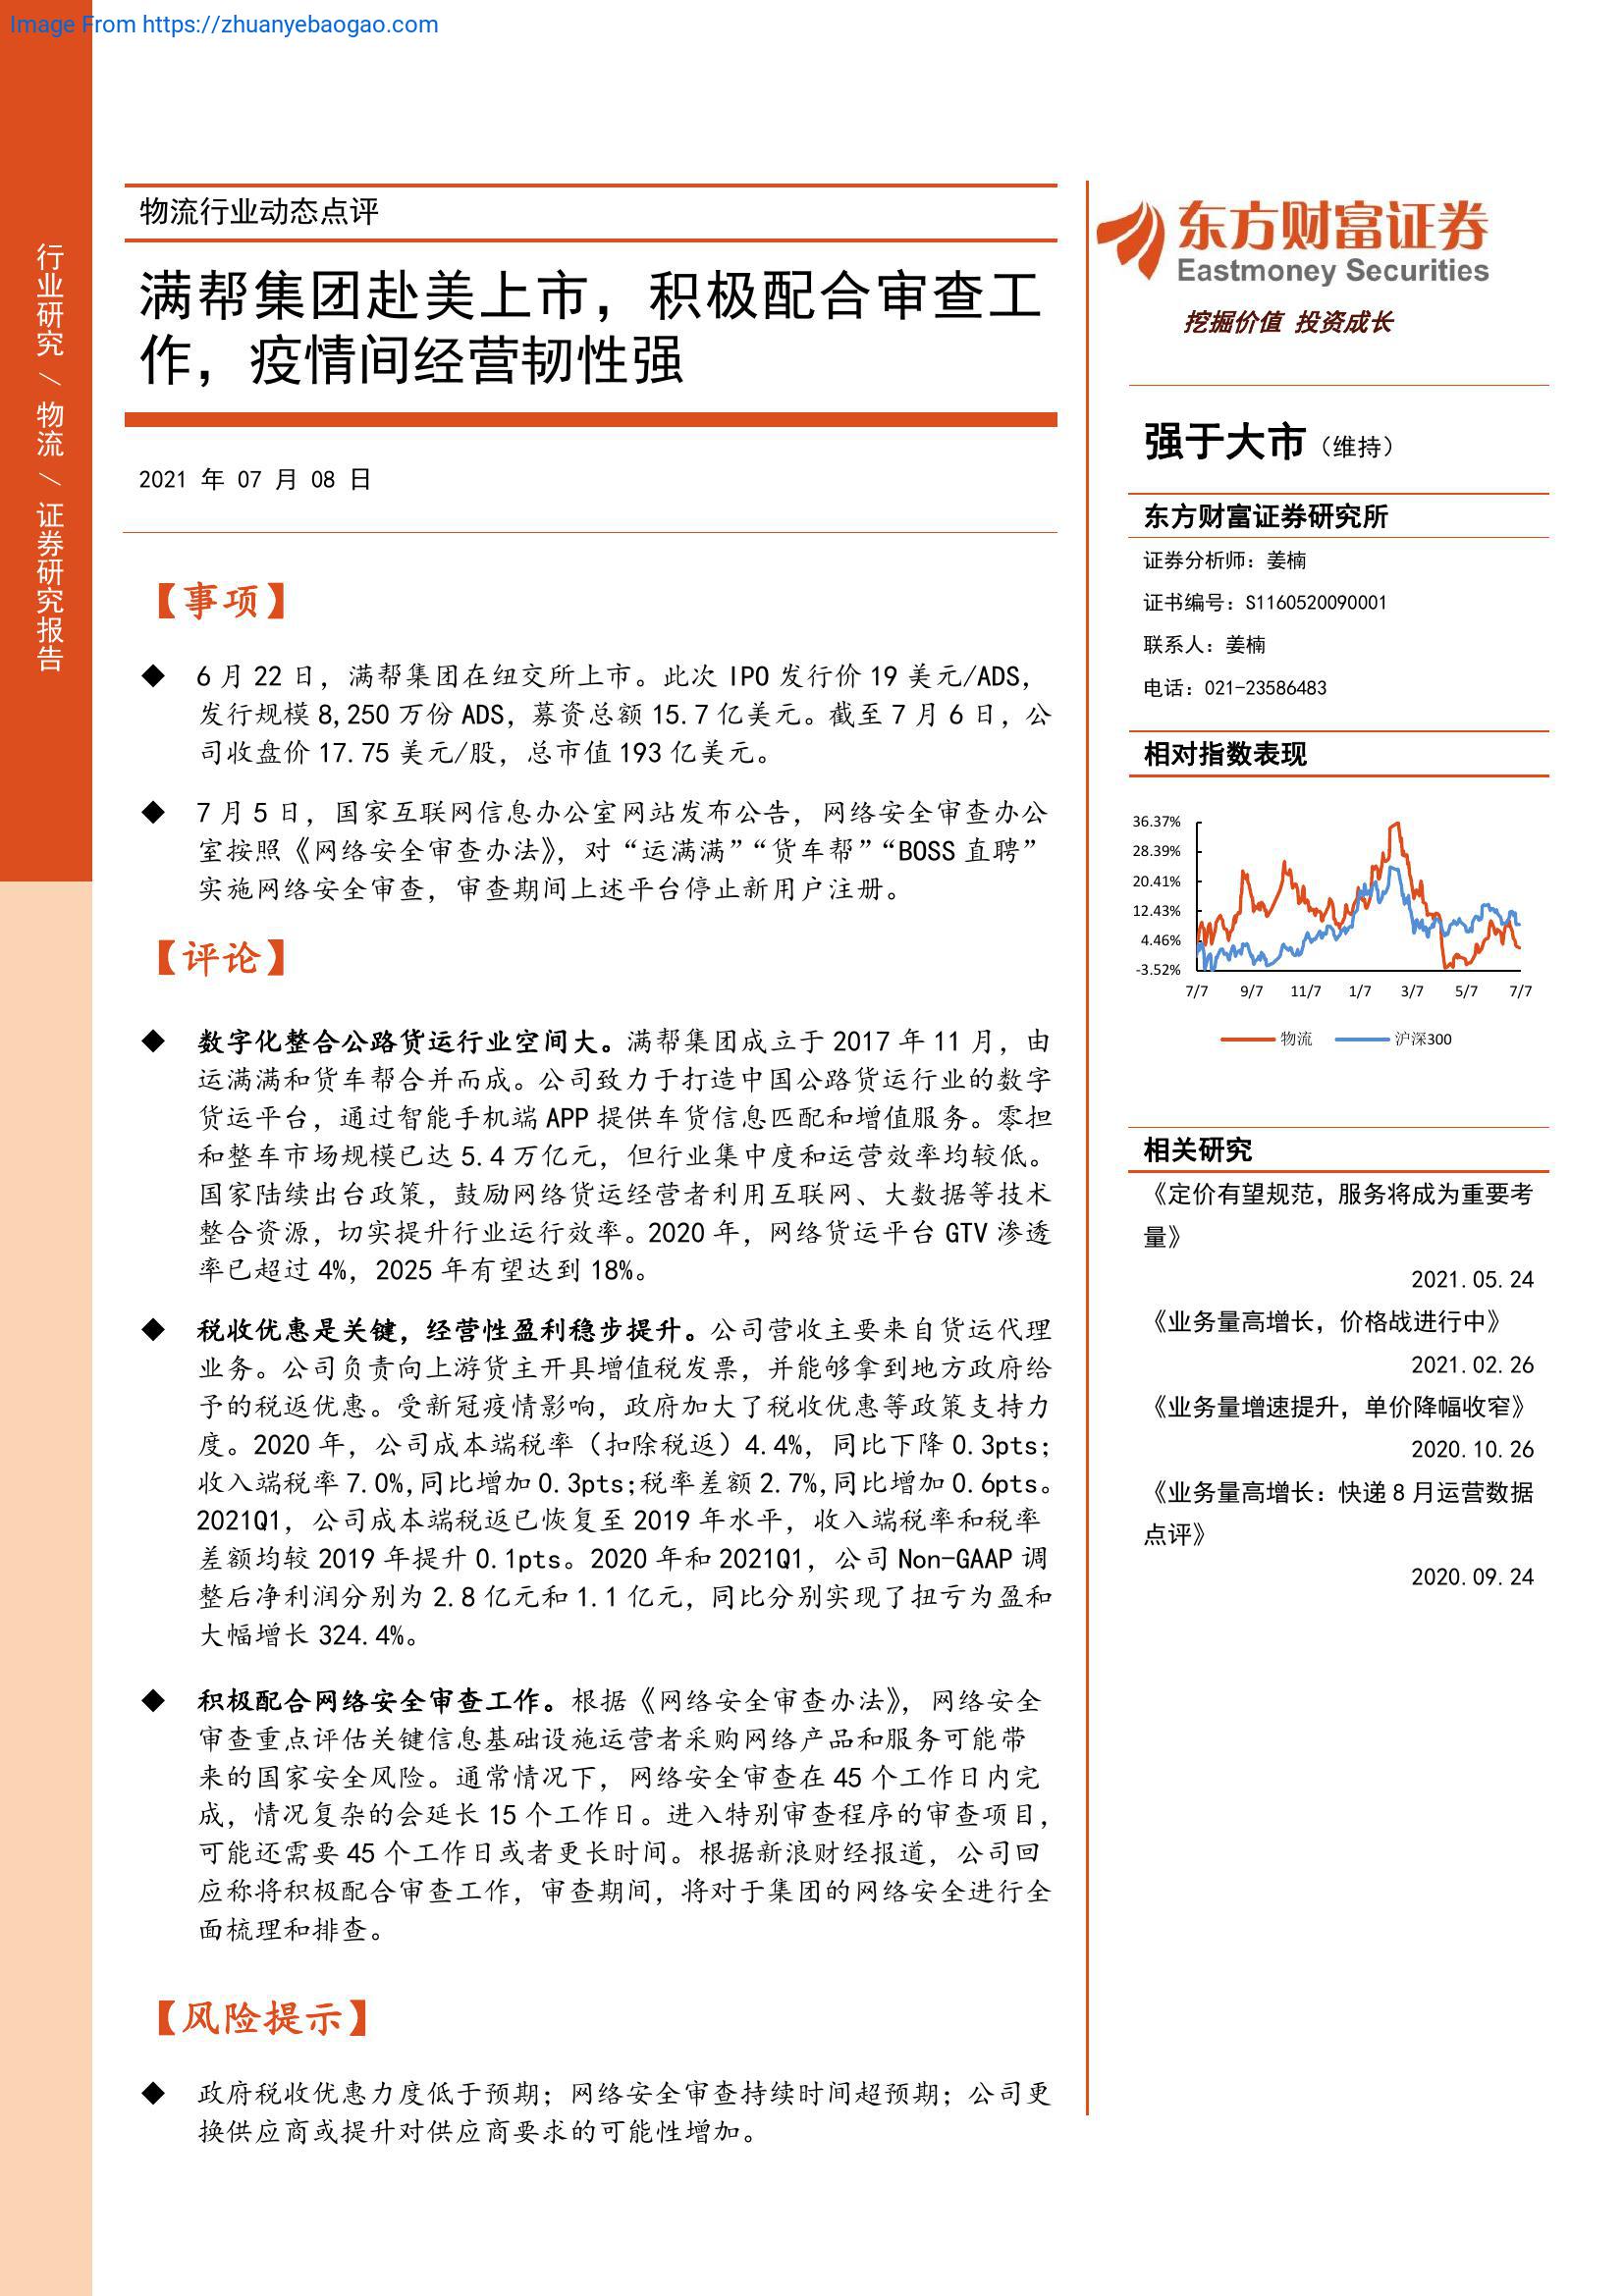 Image From https://zhuanyebaogao.com
行业研究／物流／证券研究报告
物流行业动态点评
满帮集团赴美上市，积极配合审查工
作，疫情间经营韧性强
2021 年 07 月 08 日
【事项】
◆ 6 月 22 日，满帮集团在纽交所上市。此次 IPO 发行价 19 美元/ADS，
发行规模 8,250 万份 ADS，募资总额 15.7 亿美元。截至 7 月 6 日，公
司收盘价 17.75 美元/股，总市值 193 亿美元。
◆ 7 月 5 日，国家互联网信息办公室网站发布公告，网络安全审查办公
室按照《网络安全审查办法》，对“运满满”“货车帮”“BOSS 直聘”
实施网络安全审查，审查期间上述平台停止新用户注册。
【评论】
◆ 数字化整合公路货运行业空间大。满帮集团成立于 2017 年 11 月，由
运满满和货车帮合并而成。公司致力于打造中国公路货运行业的数字
货运平台，通过智能手机端 APP 提供车货信息匹配和增值服务。零担
和整车市场规模已达 5.4 万亿元，但行业集中度和运营效率均较低。
国家陆续出台政策，鼓励网络货运经营者利用互联网、大数据等技术
整合资源，切实提升行业运行效率。2020 年，网络货运平台 GTV 渗透
率已超过 4%，2025 年有望达到 18%。
◆ 税收优惠是关键，经营性盈利稳步提升。公司营收主要来自货运代理
业务。公司负责向上游货主开具增值税发票，并能够拿到地方政府给
予的税返优惠。受新冠疫情影响，政府加大了税收优惠等政策支持力
度。2020 年，公司成本端税率（扣除税返）4.4%，同比下降 0.3pts；
收入端税率 7.0%,同比增加 0.3pts;税率差额 2.7%,同比增加 0.6pts。
2021Q1，公司成本端税返已恢复至 2019 年水平，收入端税率和税率
差额均较 2019 年提升 0.1pts。2020 年和 2021Q1，公司 Non-GAAP 调
整后净利润分别为 2.8 亿元和 1.1 亿元，同比分别实现了扭亏为盈和
大幅增长 324.4%。
◆ 积极配合网络安全审查工作。根据《网络安全审查办法》，网络安全
审查重点评估关键信息基础设施运营者采购网络产品和服务可能带
来的国家安全风险。通常情况下，网络安全审查在 45 个工作日内完
成，情况复杂的会延长 15 个工作日。进入特别审查程序的审查项目，
可能还需要 45 个工作日或者更长时间。根据新浪财经报道，公司回
应称将积极配合审查工作，审查期间，将对于集团的网络安全进行全
面梳理和排查。
【风险提示】
◆ 政府税收优惠力度低于预期；网络安全审查持续时间超预期；公司更
换供应商或提升对供应商要求的可能性增加。
东方财富证券
Eastmoney Securities
挖掘价值 投资成长
强于大市（维持）
东方财富证券研究所
证券分析师：姜楠
证书编号：S1160520090001
联系人：姜楠
电话：021-23586483
相对指数表现
36.37%
28.39%
20.41%
12.43%
4.46%
-3.52%
7/7 9/7 11/7 1/7 3/7 5/7 7/7
物流 沪深300
相关研究
《定价有望规范，服务将成为重要考
量》
2021.05.24
《业务量高增长，价格战进行中》
2021.02.26
《业务量增速提升，单价降幅收窄》
2020.10.26
《业务量高增长：快递 8 月运营数据
点评》
2020.09.24